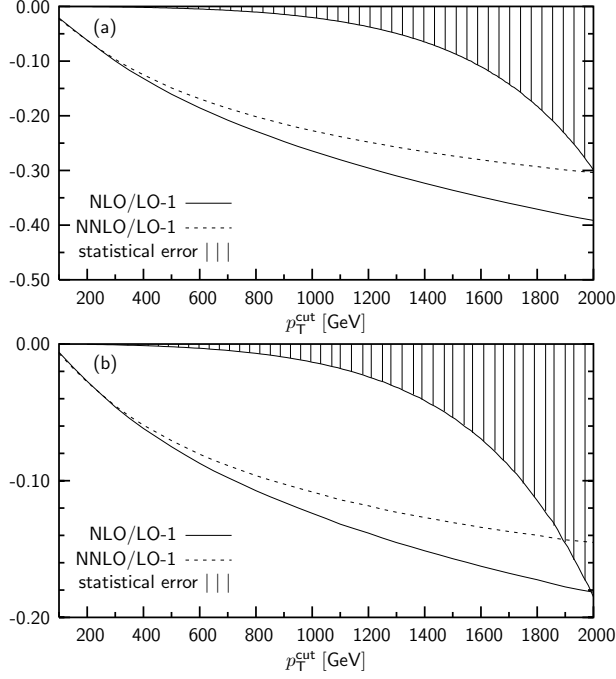 0.00
(a)
-0.10
-0.20
-0.30
NLO/LO-1
-0.40
NNLO/LO-1
statistical error
-0.50
200 400 600 800 1000 1200 1400 1600 1800 2000
p_T^cut [GeV]
0.00
(b)
-0.10
NLO/LO-1
NNLO/LO-1
statistical error
-0.20
200 400 600 800 1000 1200 1400 1600 1800 2000
p_T^cut [GeV]